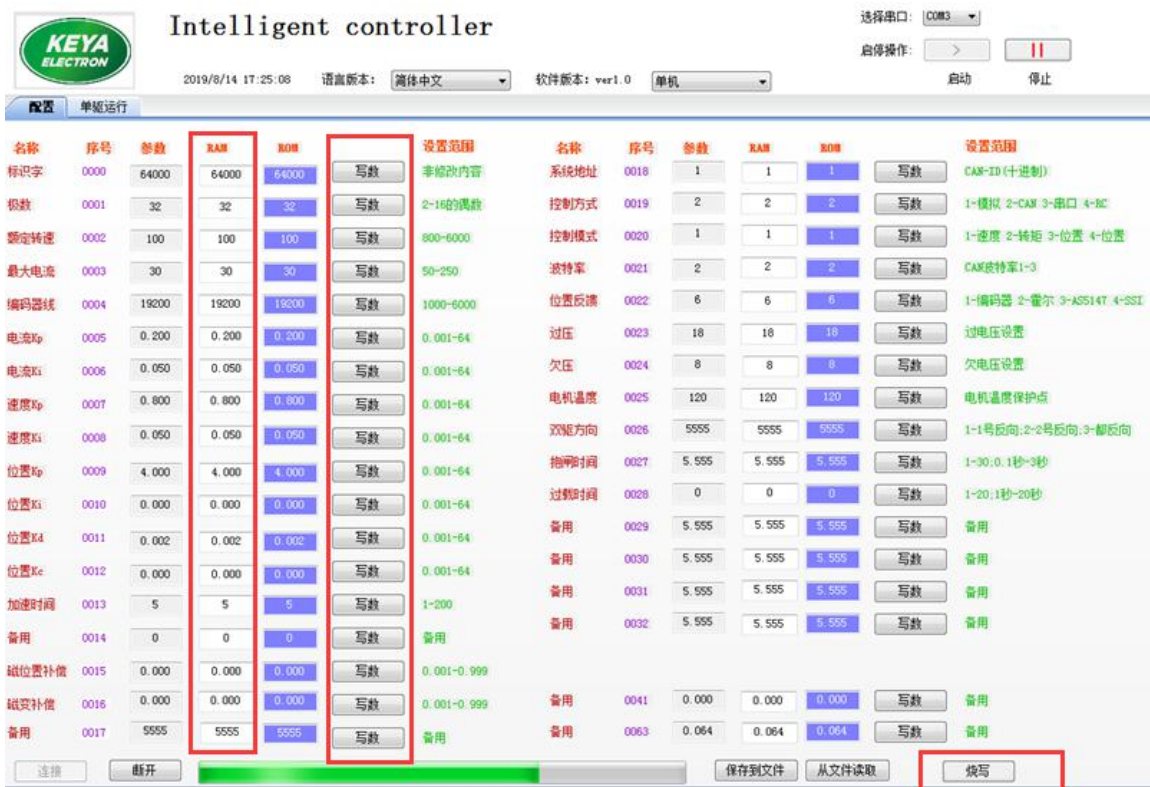 KEYA
ELECTRON
Intelligent controller
选择串口: COM3
启停操作: >
2019/8/14 17:25:08 语言版本: 简体中文 软件版本: ver1.0 单机 启动 停止
配置 单驱运行
名称 序号 参数 RAM ROM 设置范围 名称 序号 参数 RAM ROM 设置范围
标识字 0000 64000 64000 64000 写数 非修改内容 系统地址 0018 1 1 1 写数 CAN-ID(十进制)
极数 0001 32 32 32 写数 2-16的偶数 控制方式 0019 2 2 2 写数 1-模拟 2-CAN 3-串口 4-RC
额定转速 0002 100 100 100 写数 800-6000 控制模式 0020 1 1 1 写数 1-速度 2-转矩 3-位置 4-位置
最大电流 0003 30 30 30 写数 50-250 波特率 0021 2 2 2 写数 CAN波特率1-3
编码器线 0004 19200 19200 19200 写数 1000-6000 位置反馈 0022 6 6 6 写数 1-编码器 2-霍尔 3-AS5147 4-SSI
电流Kp 0005 0.200 0.200 0.200 写数 0.001-64 过压 0023 18 18 18 写数 过电压设置
电流Ki 0006 0.050 0.050 0.050 写数 0.001-64 欠压 0024 8 8 8 写数 欠电压设置
速度Kp 0007 0.800 0.800 0.800 写数 0.001-64 电机温度 0025 120 120 120 写数 电机温度保护点
速度Ki 0008 0.050 0.050 0.050 写数 0.001-64 双驱方向 0026 5555 5555 5555 写数 1-1号反向;2-2号反向;3-都反向
位置Kp 0009 4.000 4.000 4.000 写数 0.001-64 抱闸时间 0027 5.555 5.555 5.555 写数 1-30:0.1秒-3秒
位置Ki 0010 0.000 0.000 0.000 写数 0.001-64 过载时间 0028 0 0 0 写数 1-20:1秒-20秒
位置Kd 0011 0.002 0.002 0.002 写数 0.001-64 备用 0029 5.555 5.555 5.555 写数 备用
位置Kc 0012 0.000 0.000 0.000 写数 0.001-64 备用 0030 5.555 5.555 5.555 写数 备用
加速时间 0013 5 5 5 写数 1-200 备用 0031 5.555 5.555 5.555 写数 备用
备用 0014 0 0 0 写数 备用 备用 0032 5.555 5.555 5.555 写数 备用
磁位置补偿 0015 0.000 0.000 0.000 写数 0.001-0.999
磁变补偿 0016 0.000 0.000 0.000 写数 0.001-0.999 备用 0041 0.000 0.000 0.000 写数 备用
备用 0017 5555 5555 5555 写数 备用 备用 0063 0.064 0.064 0.064 写数 备用
连接 断开 保存到文件 从文件读取 烧写